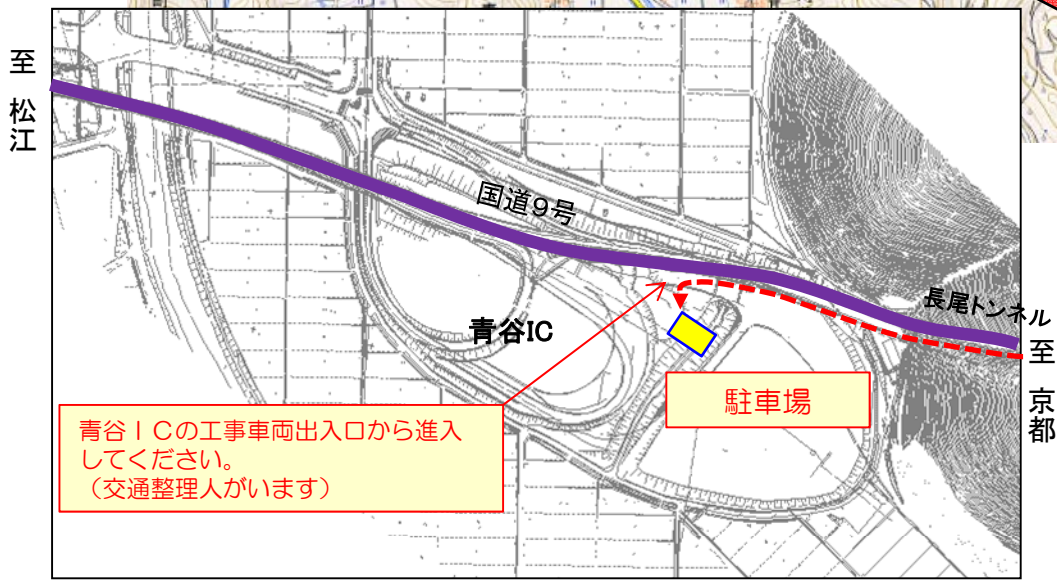 至 松江
国道9号
長尾トンネル
至 京都
青谷IC
駐車場
青谷ＩＣの工事車両出入口から進入
してください。
（交通整理人がいます）